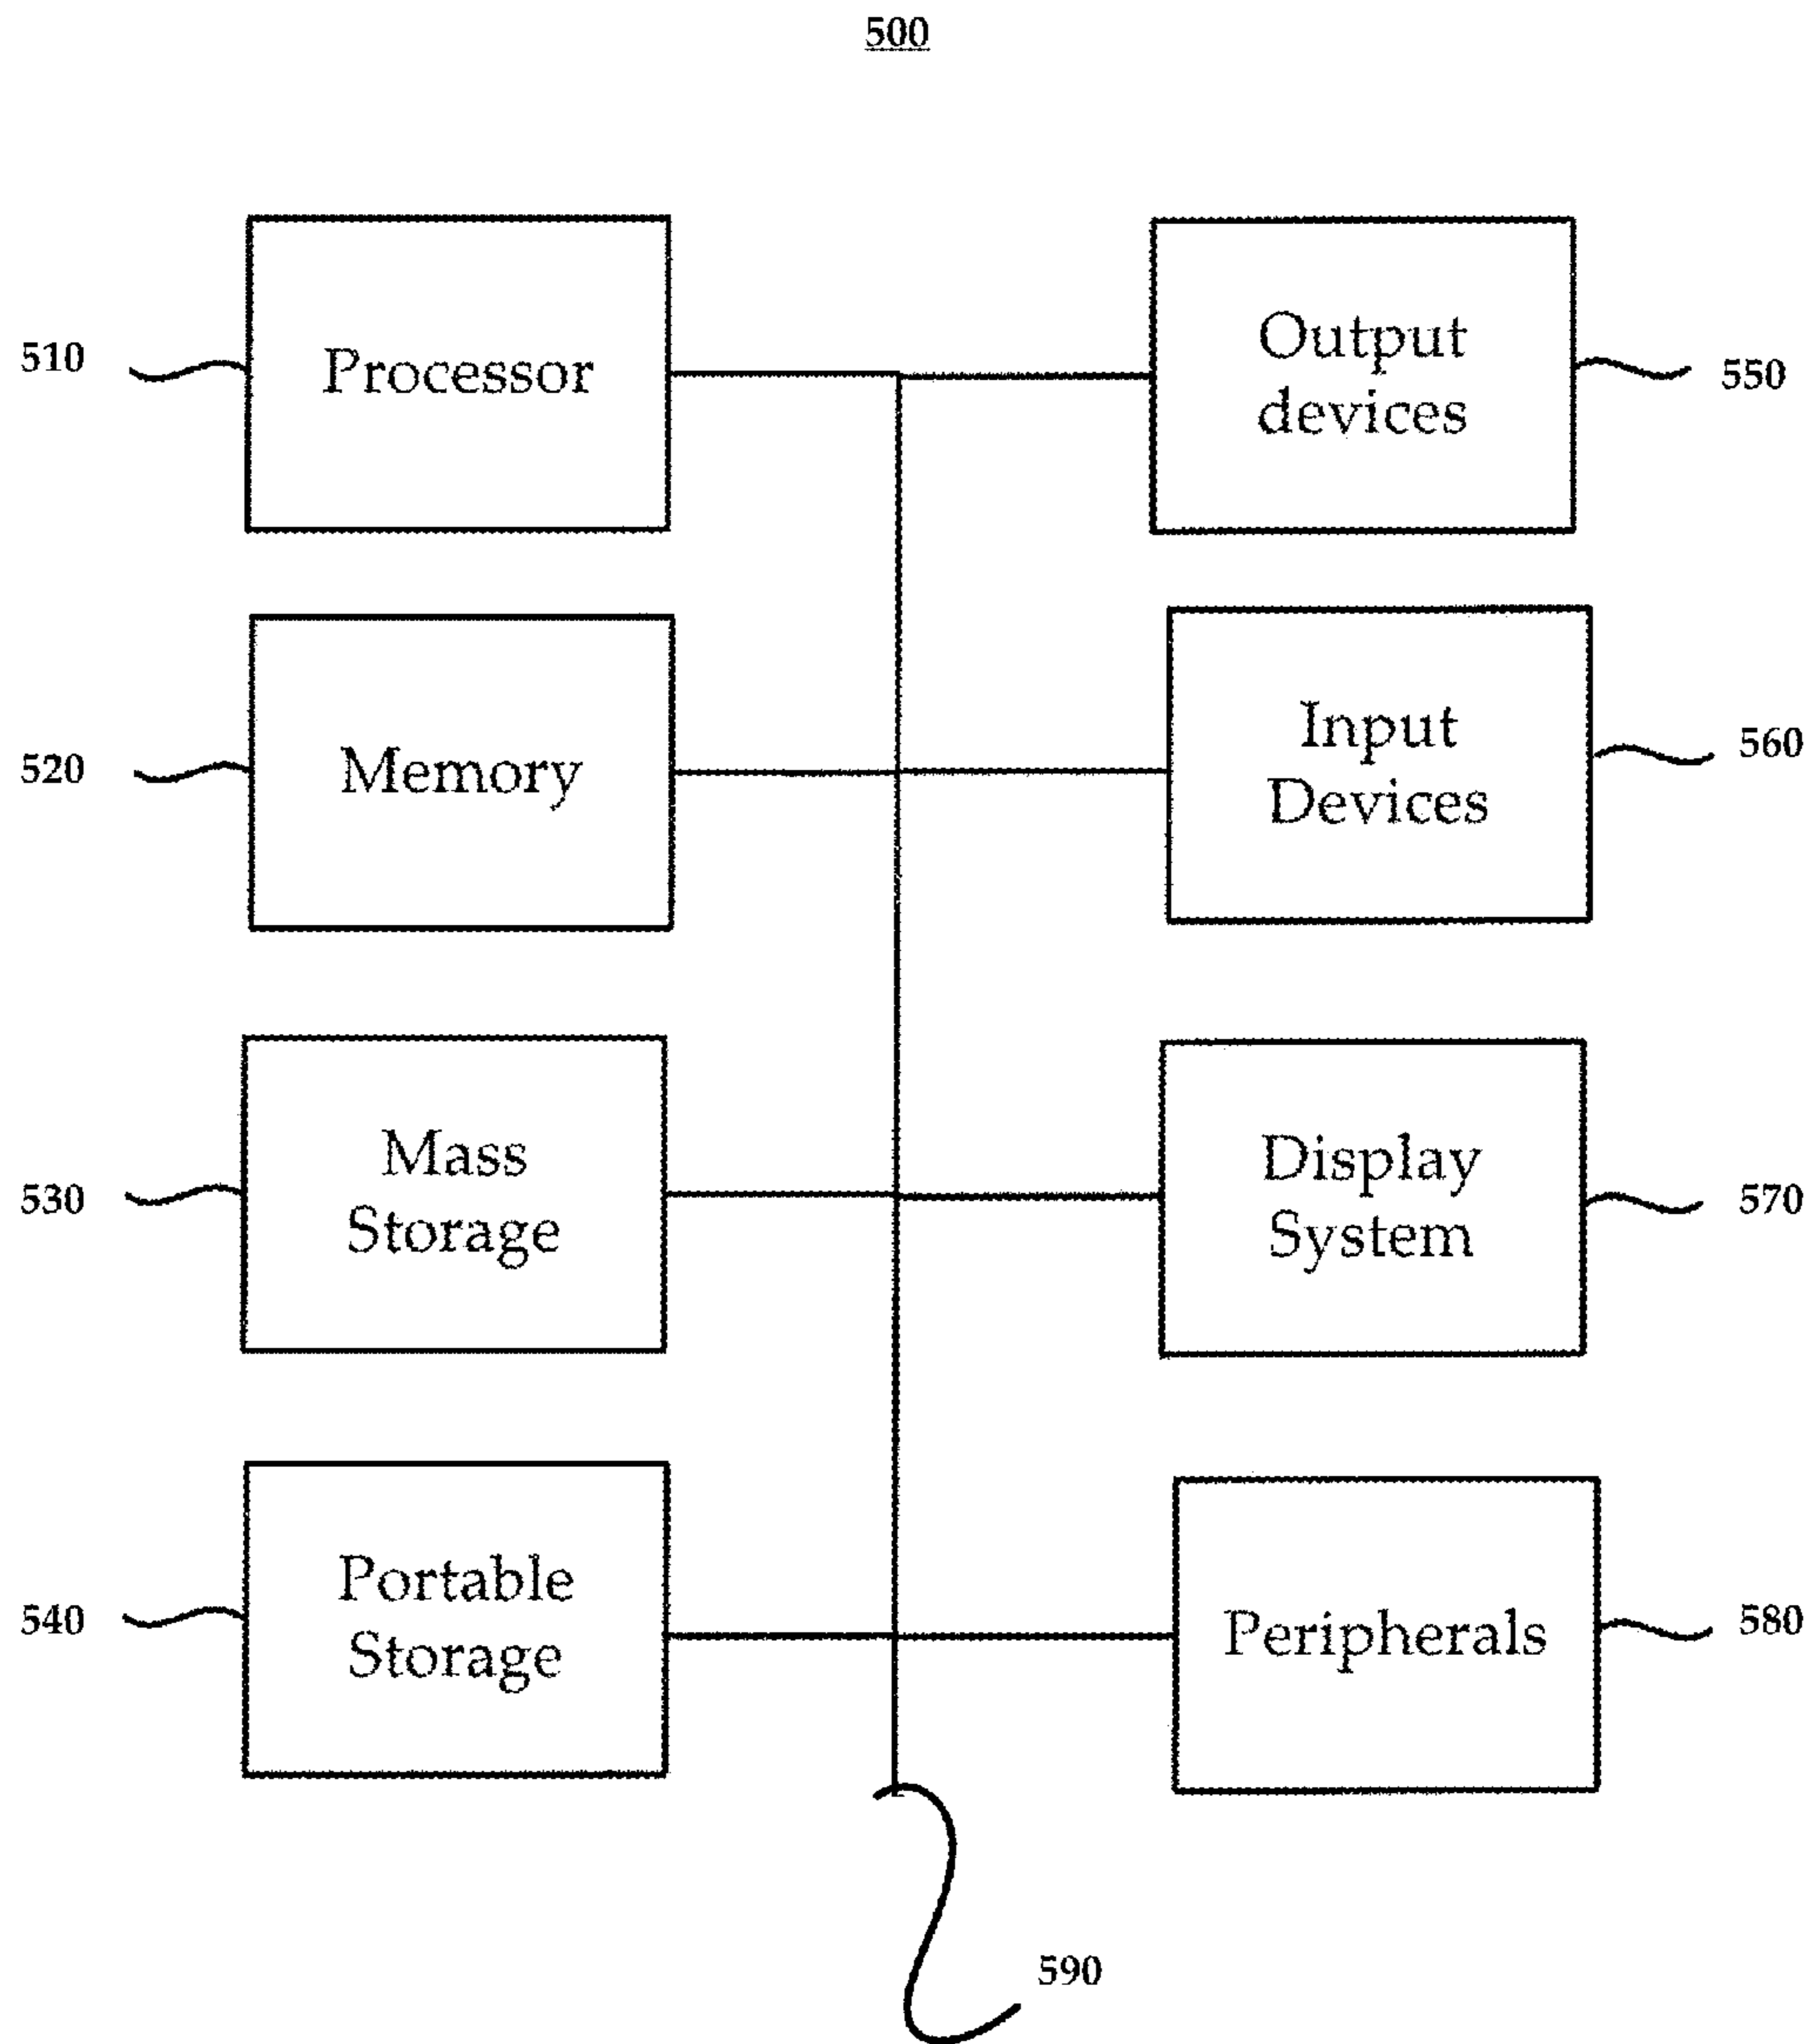 500
510
Processor
Output
devices
550
520
Memory
Input
Devices
560
530
Mass
Storage
Display
System
570
540
Portable
Storage
Peripherals
580
590